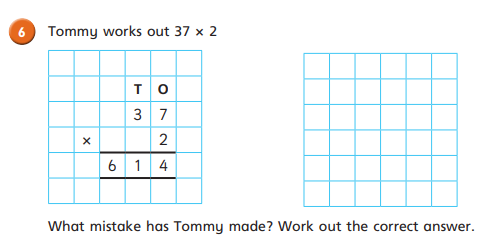 6 Tommy works out 37 × 2
T O
3 7
× 2
6 1 4
What mistake has Tommy made? Work out the correct answer.